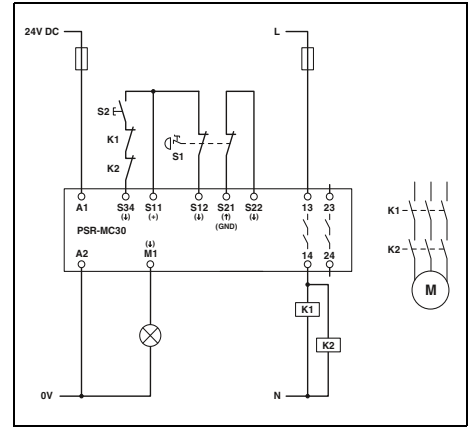 24V DC
L
S2
K1
S1
K2
A1 S34 S11 S12 S21 S22 13 23
(↓) (+) (↓) (↑) (↓)
(GND)
PSR-MC30
(↓)
A2 M1 14 24
K1
K2
M
K1
K2
0V
N